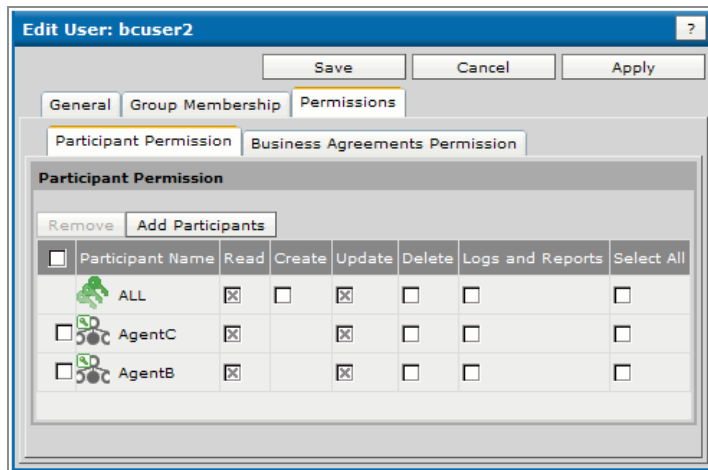 Edit User: bcuser2 ?
Save Cancel Apply
General Group Membership Permissions
Participant Permission Business Agreements Permission
Participant Permission
Remove Add Participants
Participant Name Read Create Update Delete Logs and Reports Select All
ALL
AgentC
AgentB